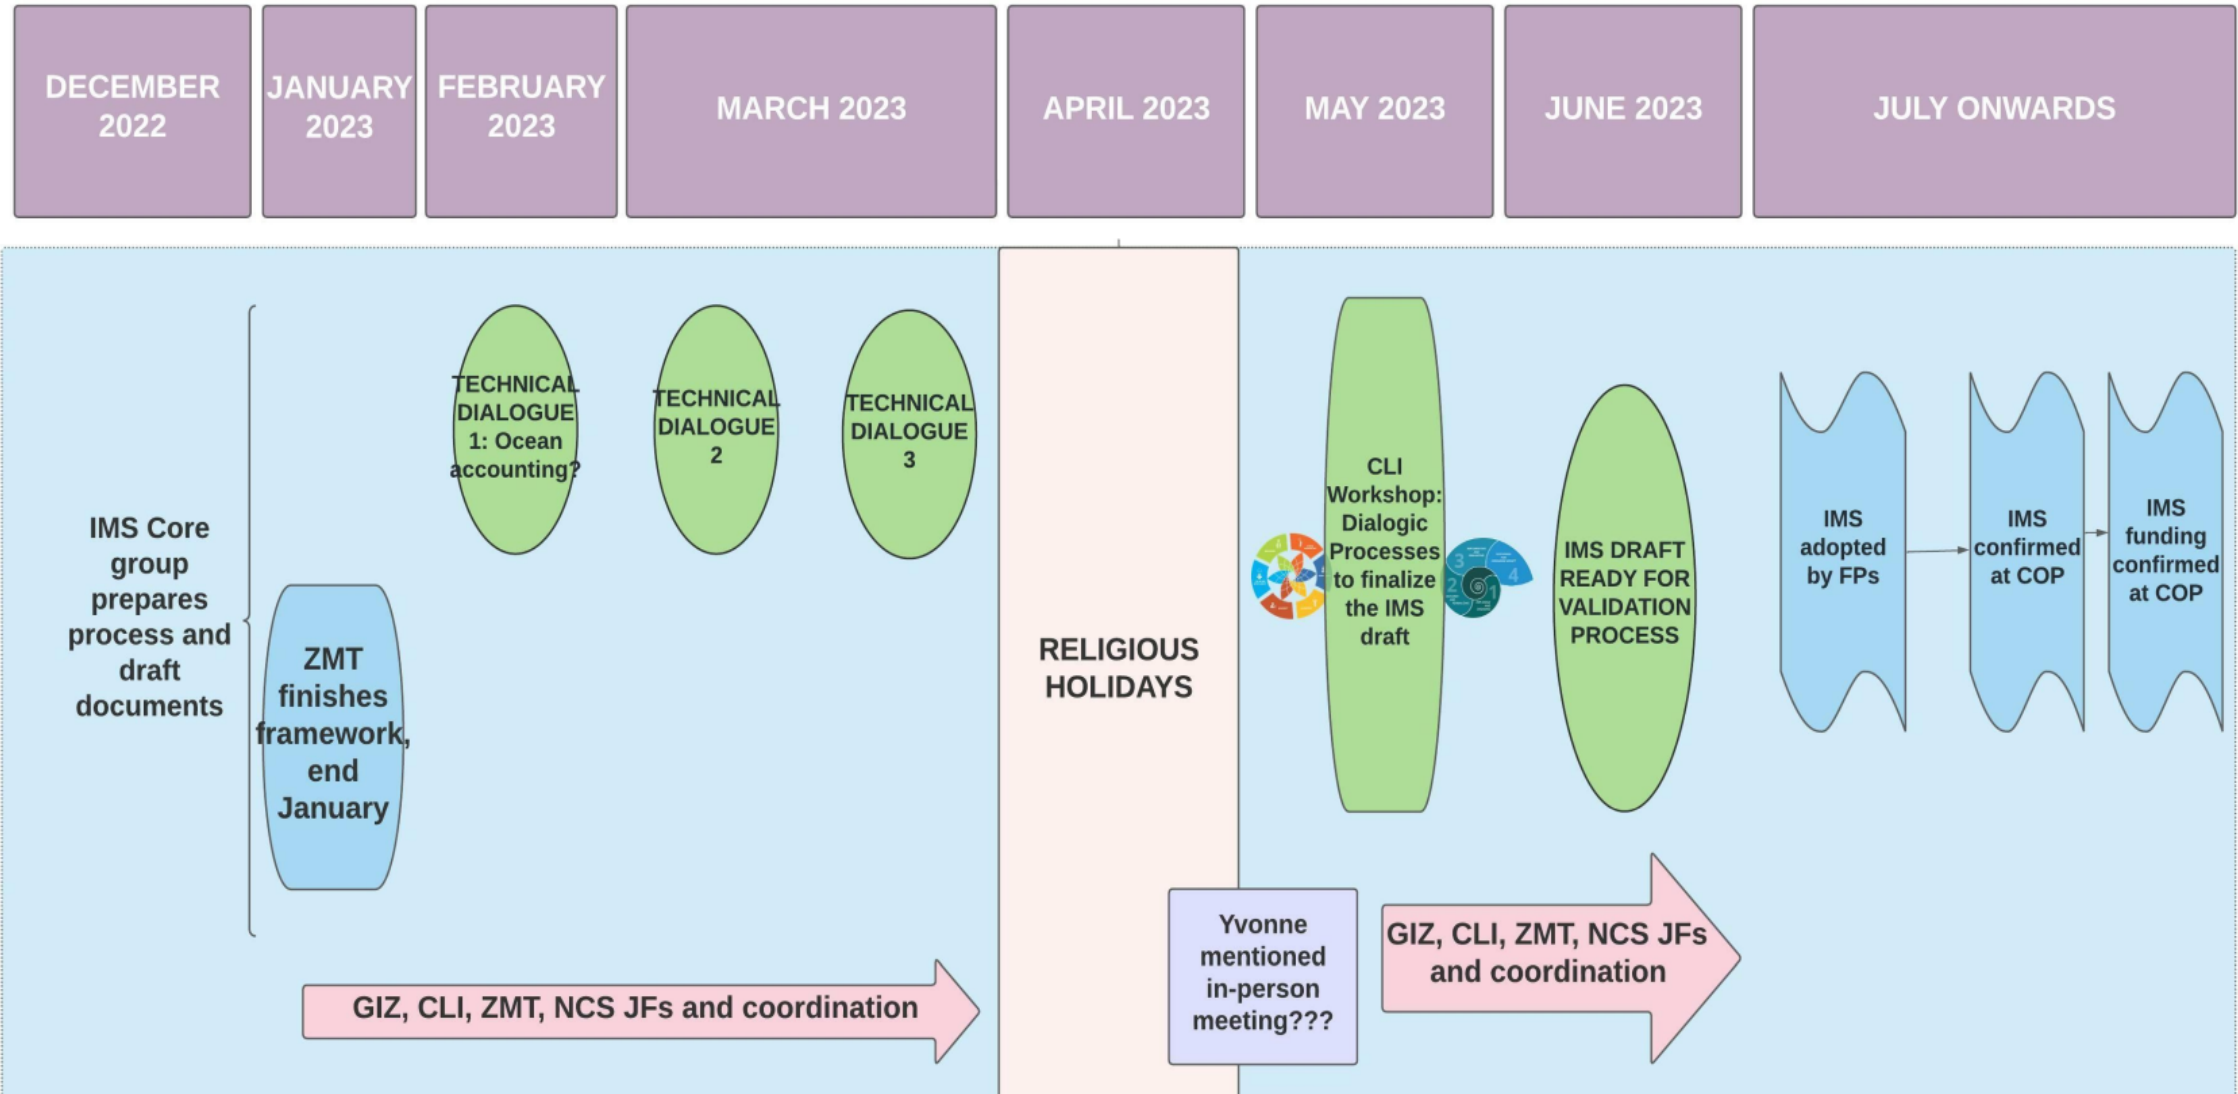 DECEMBER
2022
JANUARY
2023
FEBRUARY
2023
MARCH 2023
APRIL 2023
MAY 2023
JUNE 2023
JULY ONWARDS
IMS Core
group
prepares
process and
draft
documents
ZMT
finishes
framework,
end
January
TECHNICAL
DIALOGUE
1: Ocean
accounting?
TECHNICAL
DIALOGUE
2
TECHNICAL
DIALOGUE
3
GIZ, CLI, ZMT, NCS JFs and coordination
RELIGIOUS
HOLIDAYS
Yvonne
mentioned
in-person
meeting???
CLI
Workshop:
Dialogic
Processes
to finalize
the IMS
draft
3
4
2
1
IMS DRAFT
READY FOR
VALIDATION
PROCESS
GIZ, CLI, ZMT, NCS JFs
and coordination
IMS
adopted
by FPs
IMS
confirmed
at COP
IMS
funding
confirmed
at COP